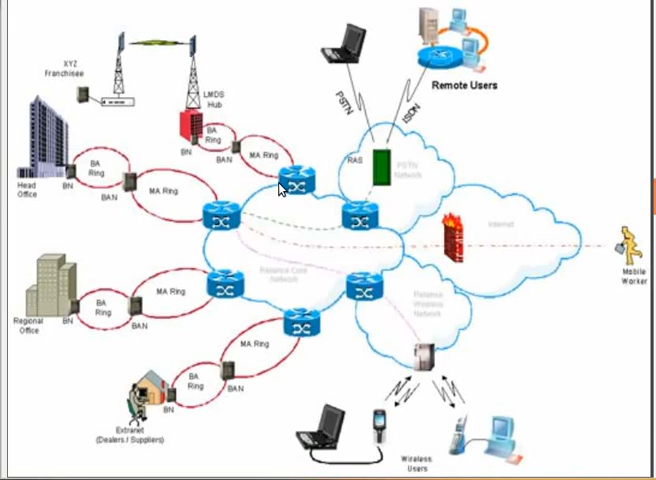 XYZ
Franchisee
LMDS
Hub
BA
Ring
BN
BAN
MA Ring
PSTN
ISDN
Remote Users
RAS
PSTN
Network
Head
Office
BN
BA
Ring
BAN
MA Ring
Internet
Mobile
Worker
Reliance Core
Network
Reliance
Wireless
Network
Regional
Office
BN
BA
Ring
BAN
MA Ring
MA Ring
BA
Ring
BAN
BN
Extranet
(Dealers / Suppliers)
Wireless
Users